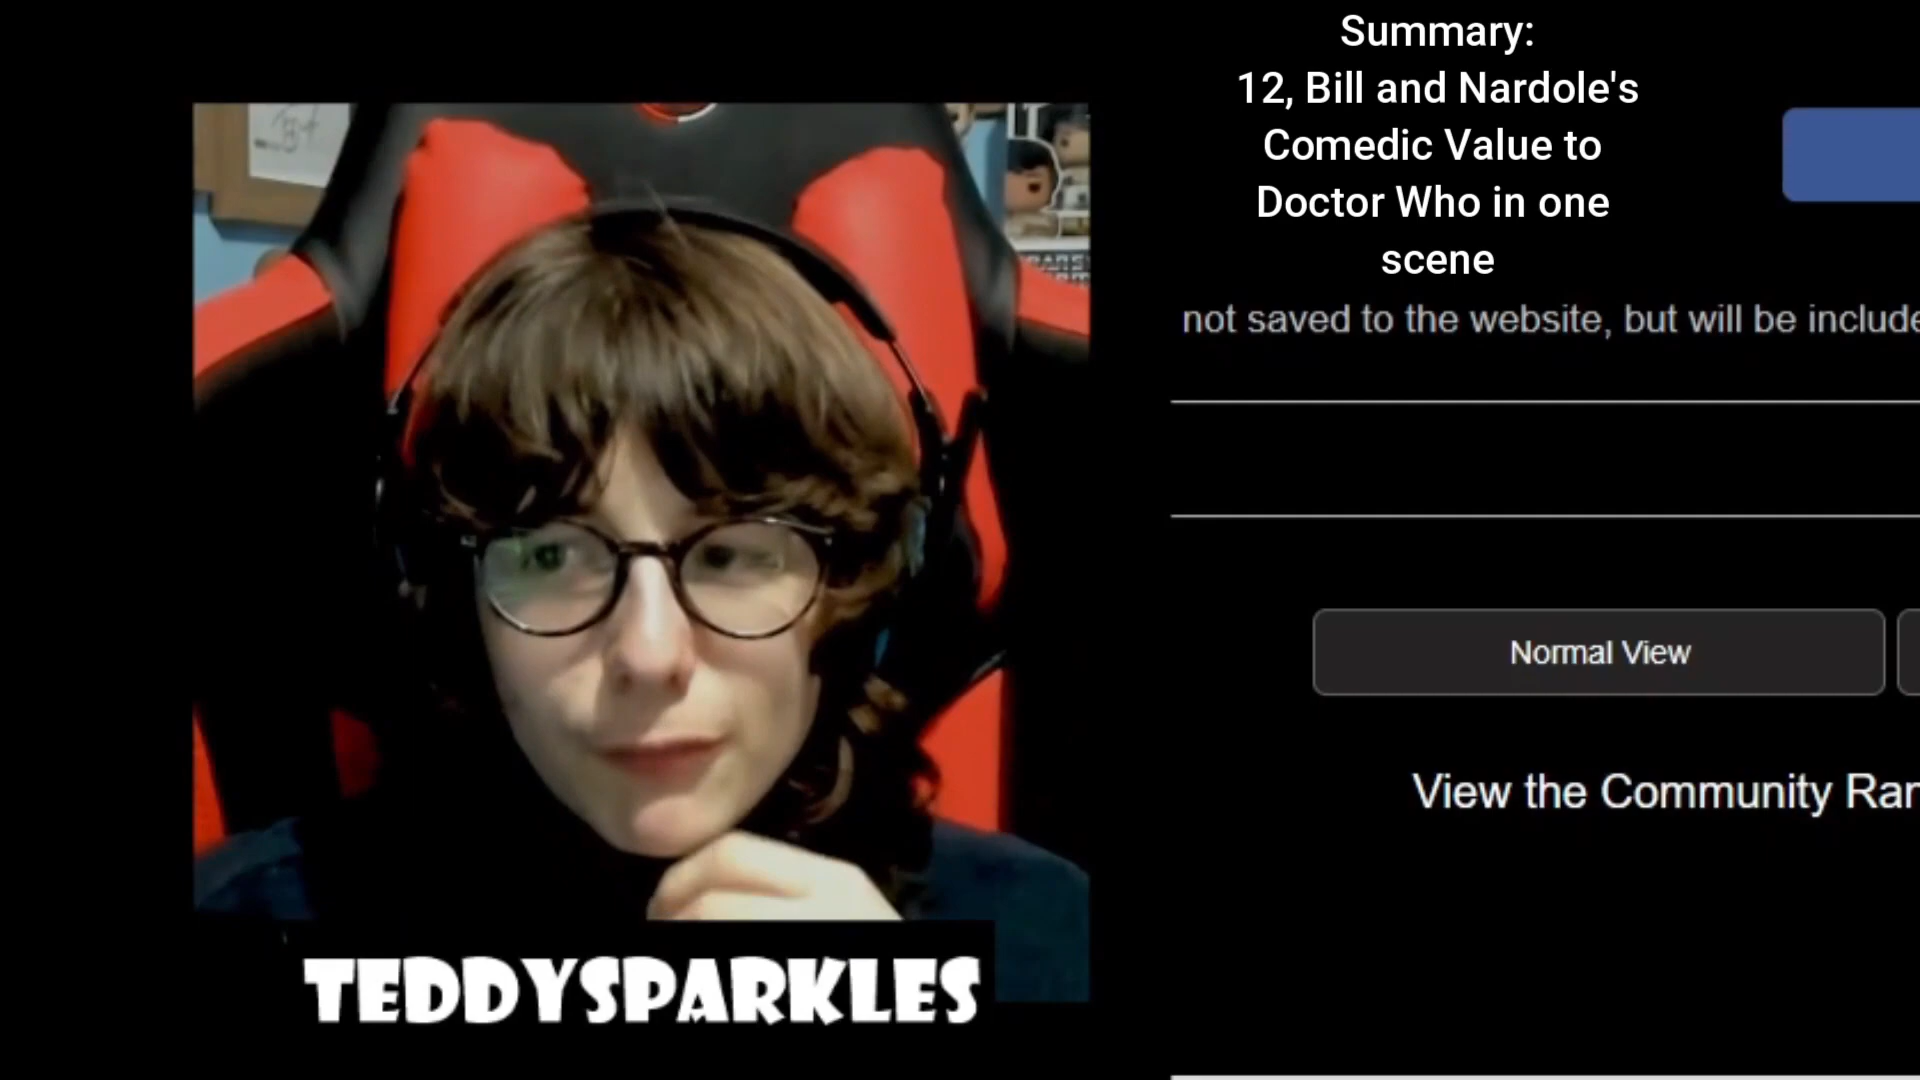 Summary:
12, Bill and Nardole's
Comedic Value to
Doctor Who in one
scene
not saved to the website, but will be include
Normal View
View the Community Ran
TEDDYSPARKLES